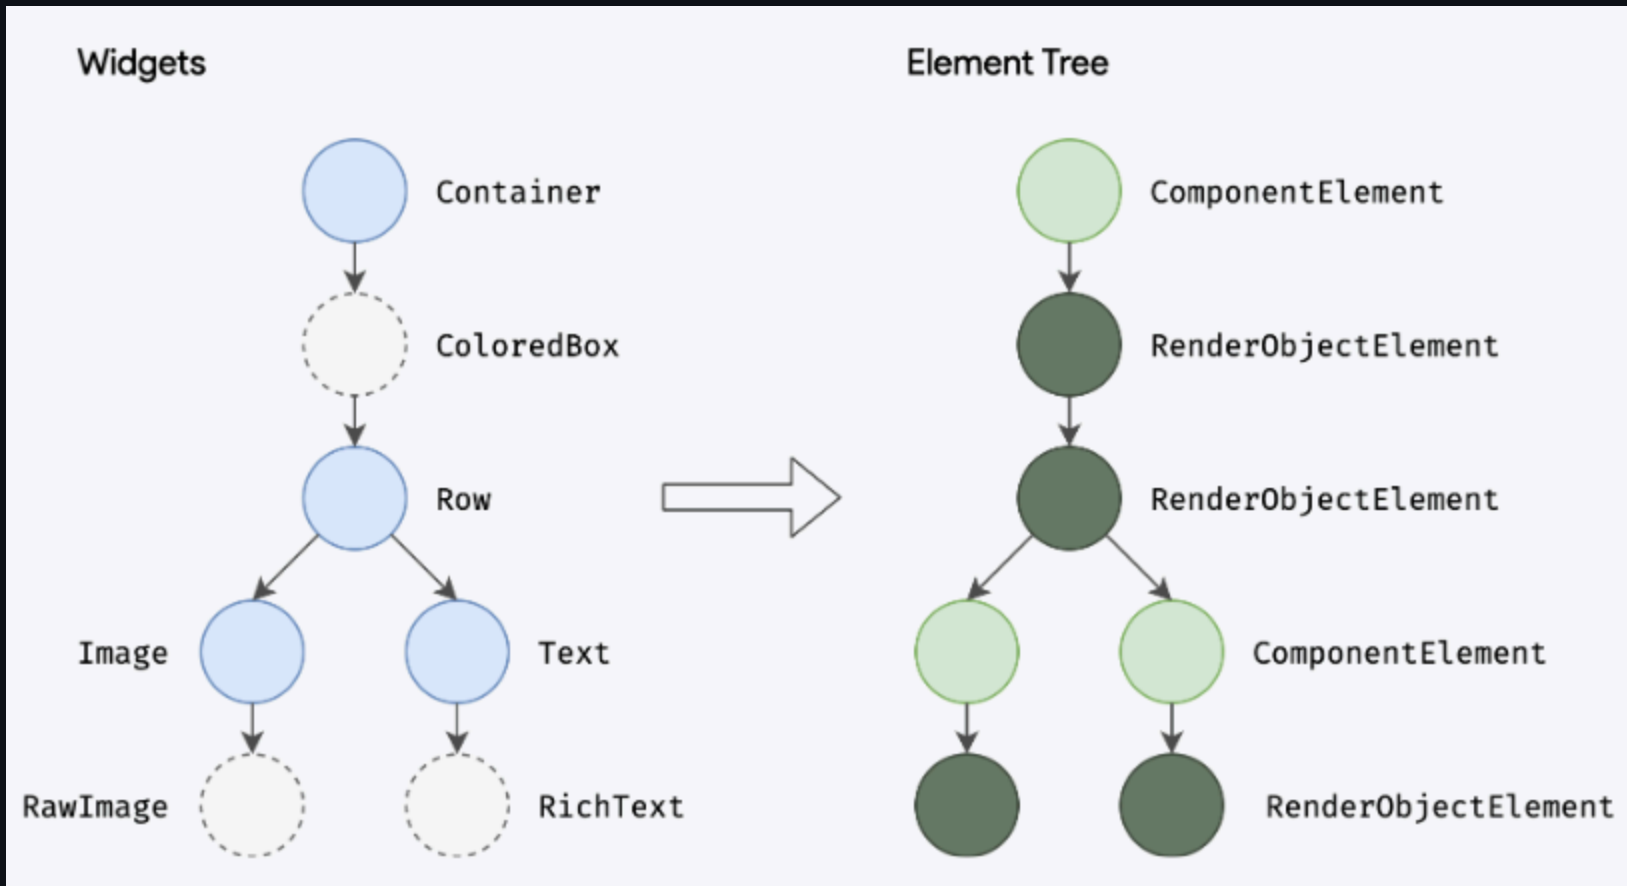 Widgets
Element Tree
Container
ComponentElement
ColoredBox
RenderObjectElement
Row
RenderObjectElement
Image
Text
ComponentElement
RawImage
RichText
RenderObjectElement